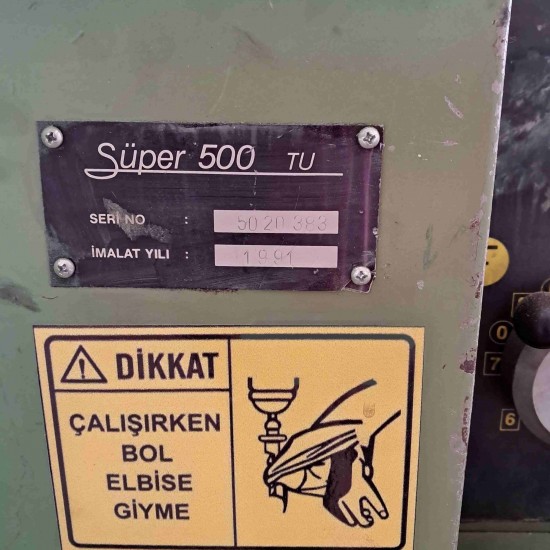 Süper 500 TU
SERİ NO : 5020383
İMALAT YILI : 1991
DİKKAT
ÇALIŞIRKEN
BOL
ELBİSE
GİYME
0
7
6